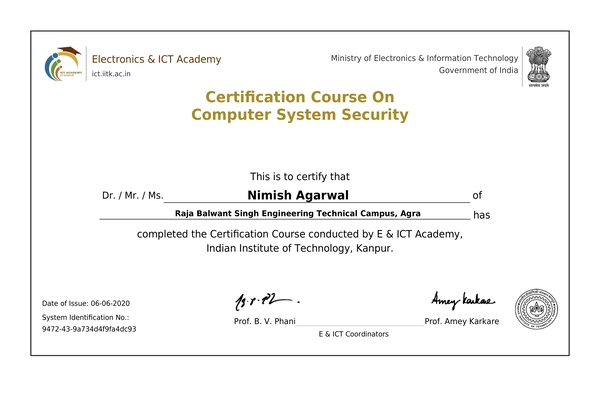 Electronics & ICT Academy
ict.iitk.ac.in
Ministry of Electronics & Information Technology
Government of India
Certification Course On
Computer System Security
This is to certify that
Dr. / Mr. / Ms. Nimish Agarwal of
Raja Balwant Singh Engineering Technical Campus, Agra has
completed the Certification Course conducted by E & ICT Academy,
Indian Institute of Technology, Kanpur.
Date of Issue: 06-06-2020
System Identification No.:
9472-43-9a734d4f9fa4dc93
Amey Karkare
Prof. B. V. Phani
Prof. Amey Karkare
E & ICT Coordinators